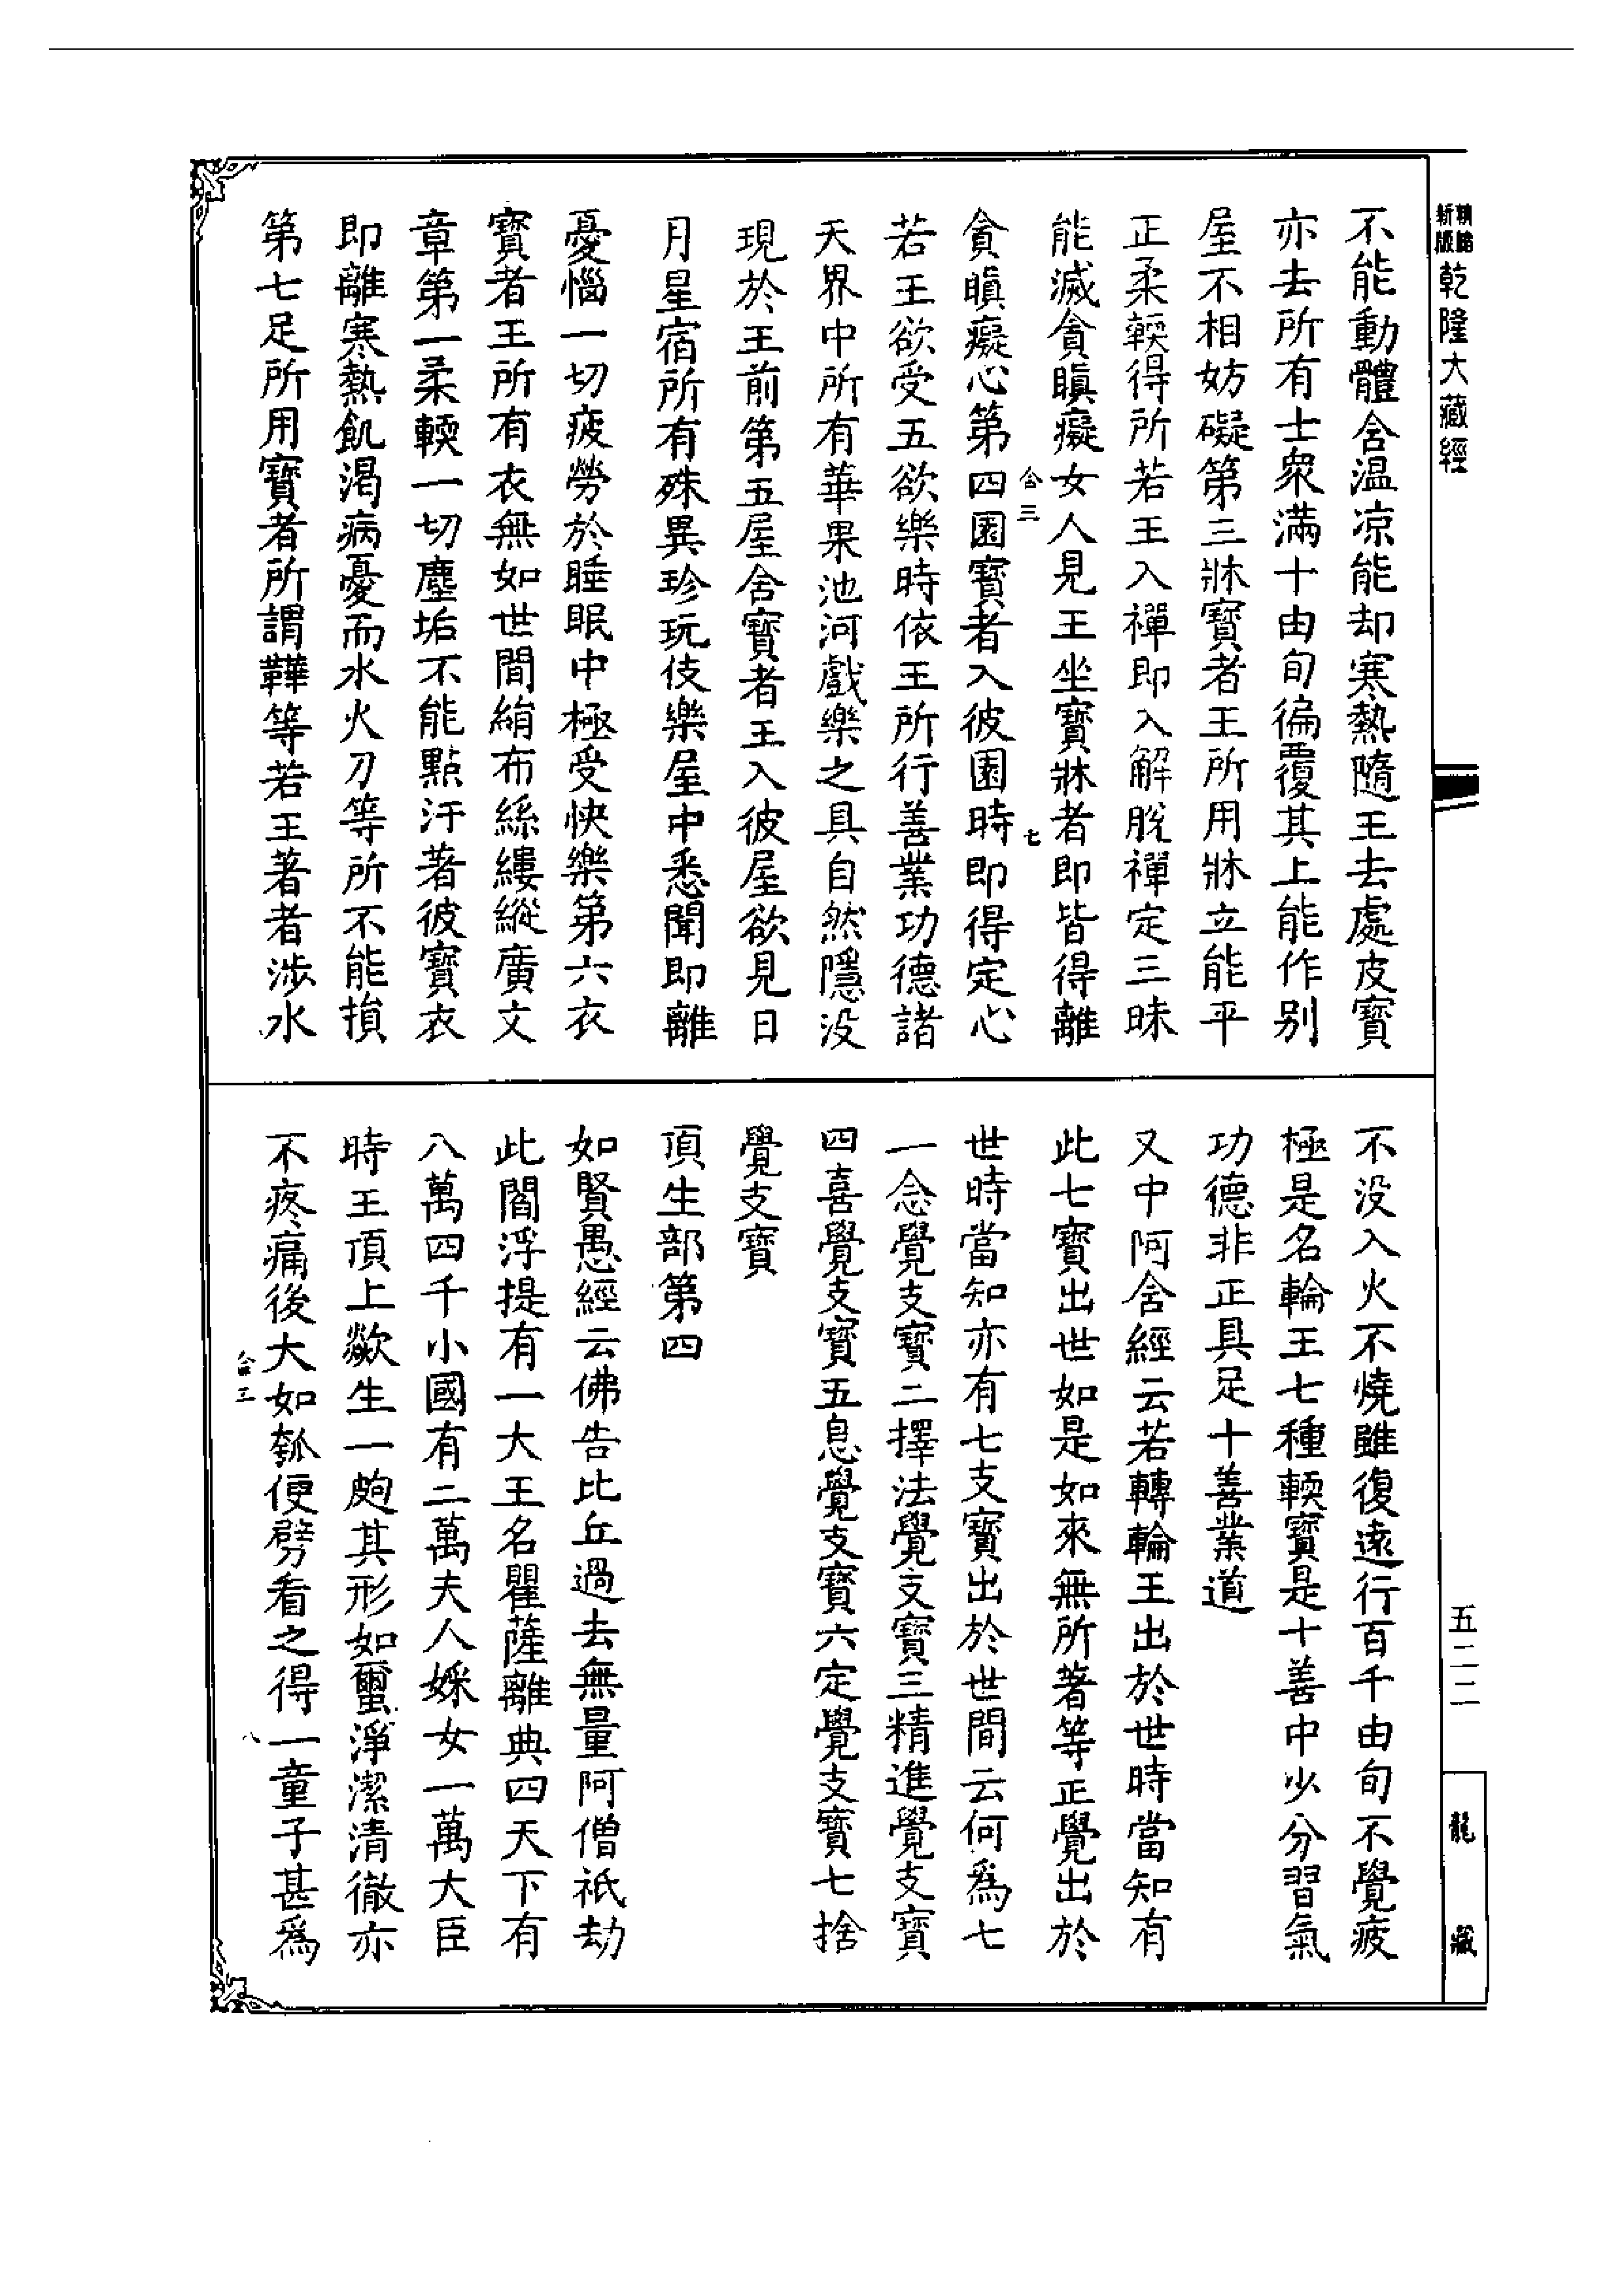 新版
乾隆大藏經
不能動體含温凉能却寒熱隨王去處皮寶
亦去所有士衆滿十由旬徧覆其上能作别
屋不相妨礙第三牀寶者王所用牀立能平
正柔輭得所若王入禪即入解脫禪定三昧
能滅貪瞋癡女人見王坐寶牀者即皆得離
合三 七
貪瞋癡心第四園寶者入彼園時即得定心
若王欲受五欲樂時依王所行善業功德諸
天界中所有華果池河戲樂之具自然隱没
現於王前第五屋舍寶者王入彼屋欲見日
月星宿所有殊異珍玩伎樂屋中悉聞即離
憂惱一切疲勞於睡眠中極受快樂第六衣
寶者王所有衣無如世間絹布絲縷縱廣文
章第一柔輭一切塵垢不能點汙著彼寶衣
即離寒熱飢渴病憂而水火刀等所不能損
第七足所用寶者所謂鞾等若王著者涉水
不没入火不燒雖復遠行百千由旬不覺疲
極是名輪王七種輭寶是十善中少分習氣
功德非正具足十善業道
又中阿含經云若轉輪王出於世時當知有
此七寶出世如是如來無所著等正覺出於
世時當知亦有七支寶出於世間云何爲七
一念覺支寶二擇法覺支寶三精進覺支寶
四喜覺支寶五息覺支寶六定覺支寶七捨
覺支寶
頂生部第四
如賢愚經云佛告比丘過去無量阿僧祇劫
此閻浮提有一大王名瞿薩離典四天下有
八萬四千小國有二萬夫人婇女一萬大臣
時王頂上欻生一皰其形如蠒淨潔清徹亦
不疼痛後大如瓠便劈看之得一童子甚爲
合三 八
五二二
龍藏